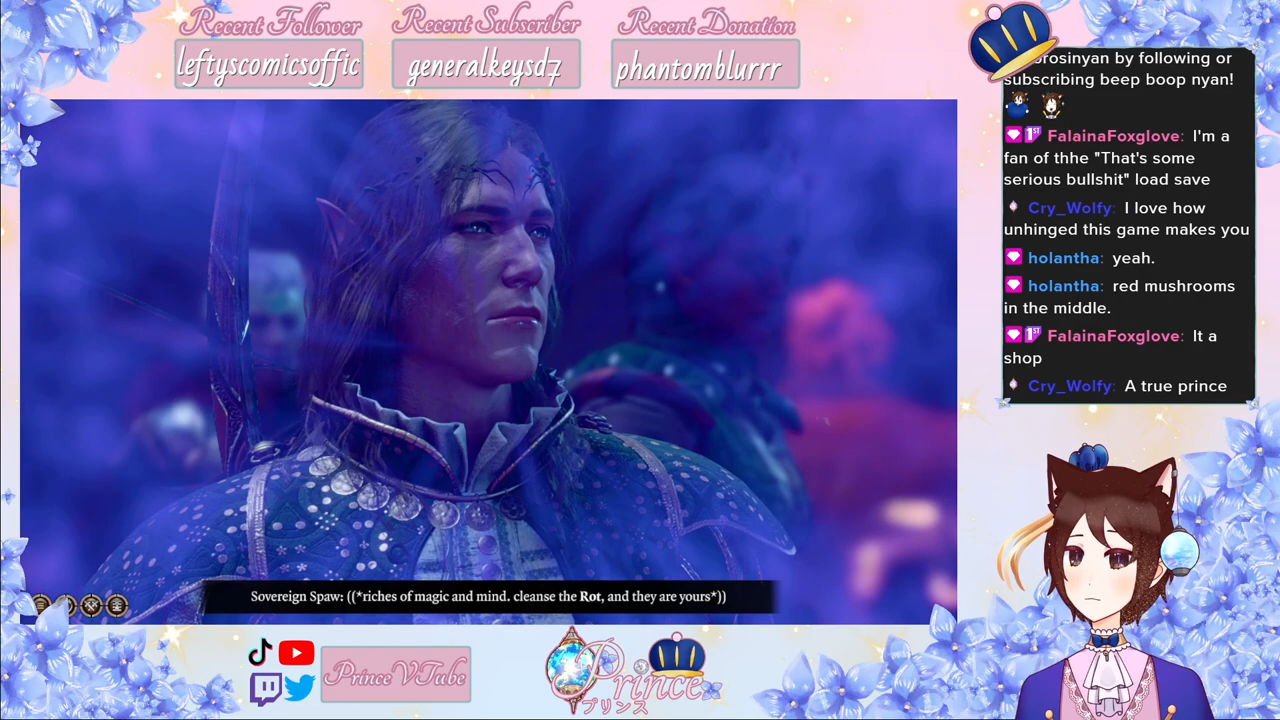 Recent Follower
leftyscomicsoffic
Recent Subscriber
generalkeysd7
Recent Donation
phantomblurrr
rosinyan by following or
subscribing beep boop nyan!
FalainaFoxglove: I'm a
fan of thhe "That's some
serious bullshit" load save
Cry_Wolfy: I love how
unhinged this game makes you
holantha: yeah.
holantha: red mushrooms
in the middle.
FalainaFoxglove: It a
shop
Cry_Wolfy: A true prince
Sovereign Spaw: ((*riches of magic and mind. cleanse the Rot, and they are yours*))
Prince VTube
Prince
プリンス